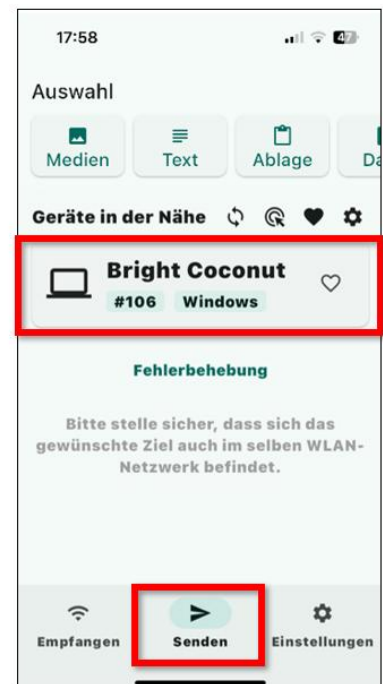 17:58 47
Auswahl
Medien Text Ablage
Geräte in der Nähe
Bright Coconut
#106 Windows
Fehlerbehebung
Bitte stelle sicher, dass sich das
gewünschte Ziel auch im selben WLAN-
Netzwerk befindet.
Empfangen Senden Einstellungen